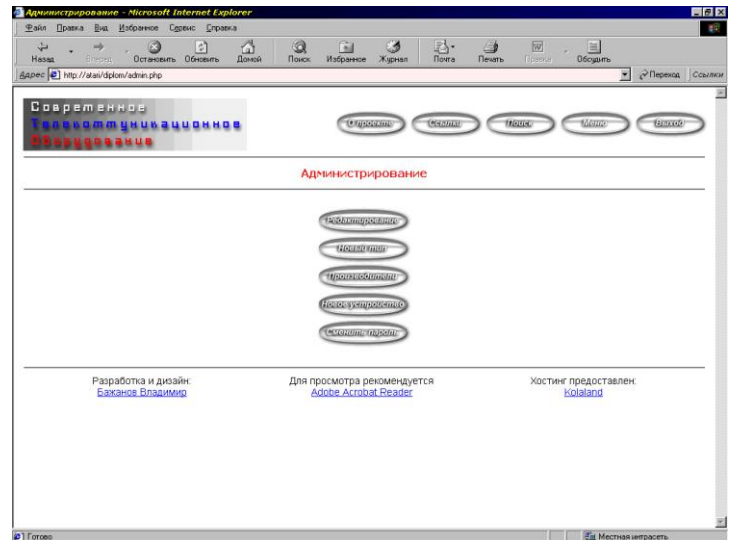 Администрирование - Microsoft Internet Explorer
Файл Правка Вид Избранное Сервис Справка
Назад Вперед Остановить Обновить Домой Поиск Избранное Журнал Почта Печать Правка Обсудить
Адрес http://atas/diplom/admin.php Переход Ссылки
Современное
Телекоммуникационное
Оборудование
О проекте Ссылки Поиск Меню Выход
Администрирование
Редактирование
Новый тип
Производители
Новое устройство
Сменить пароль
Разработка и дизайн: Для просмотра рекомендуется Хостинг предоставлен:
Бажанов Владимир Adobe Acrobat Reader Kolaland
Готово Местная интрасеть